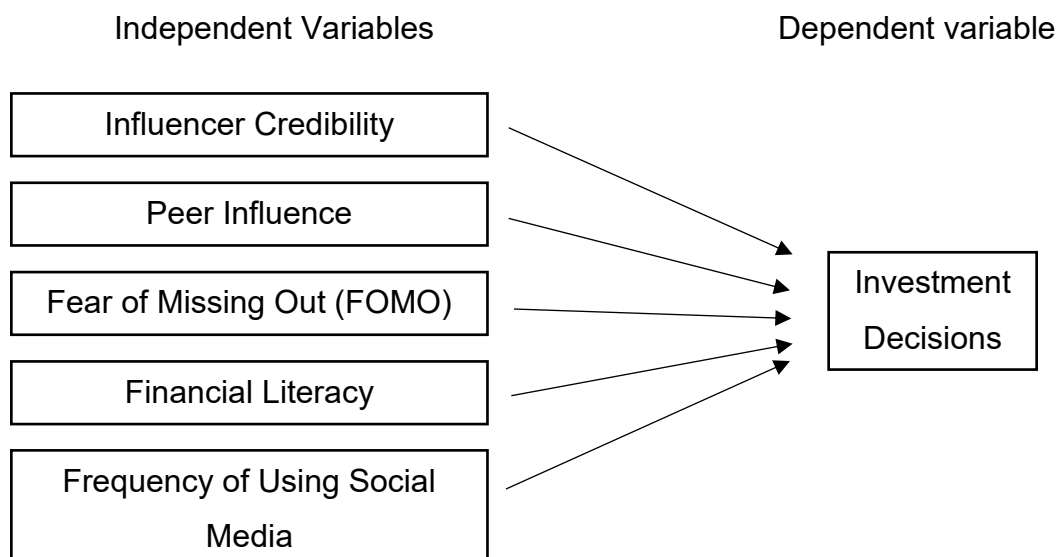 Independent Variables
Dependent variable
Influencer Credibility
Peer Influence
Fear of Missing Out (FOMO)
Financial Literacy
Frequency of Using Social
Media
Investment
Decisions